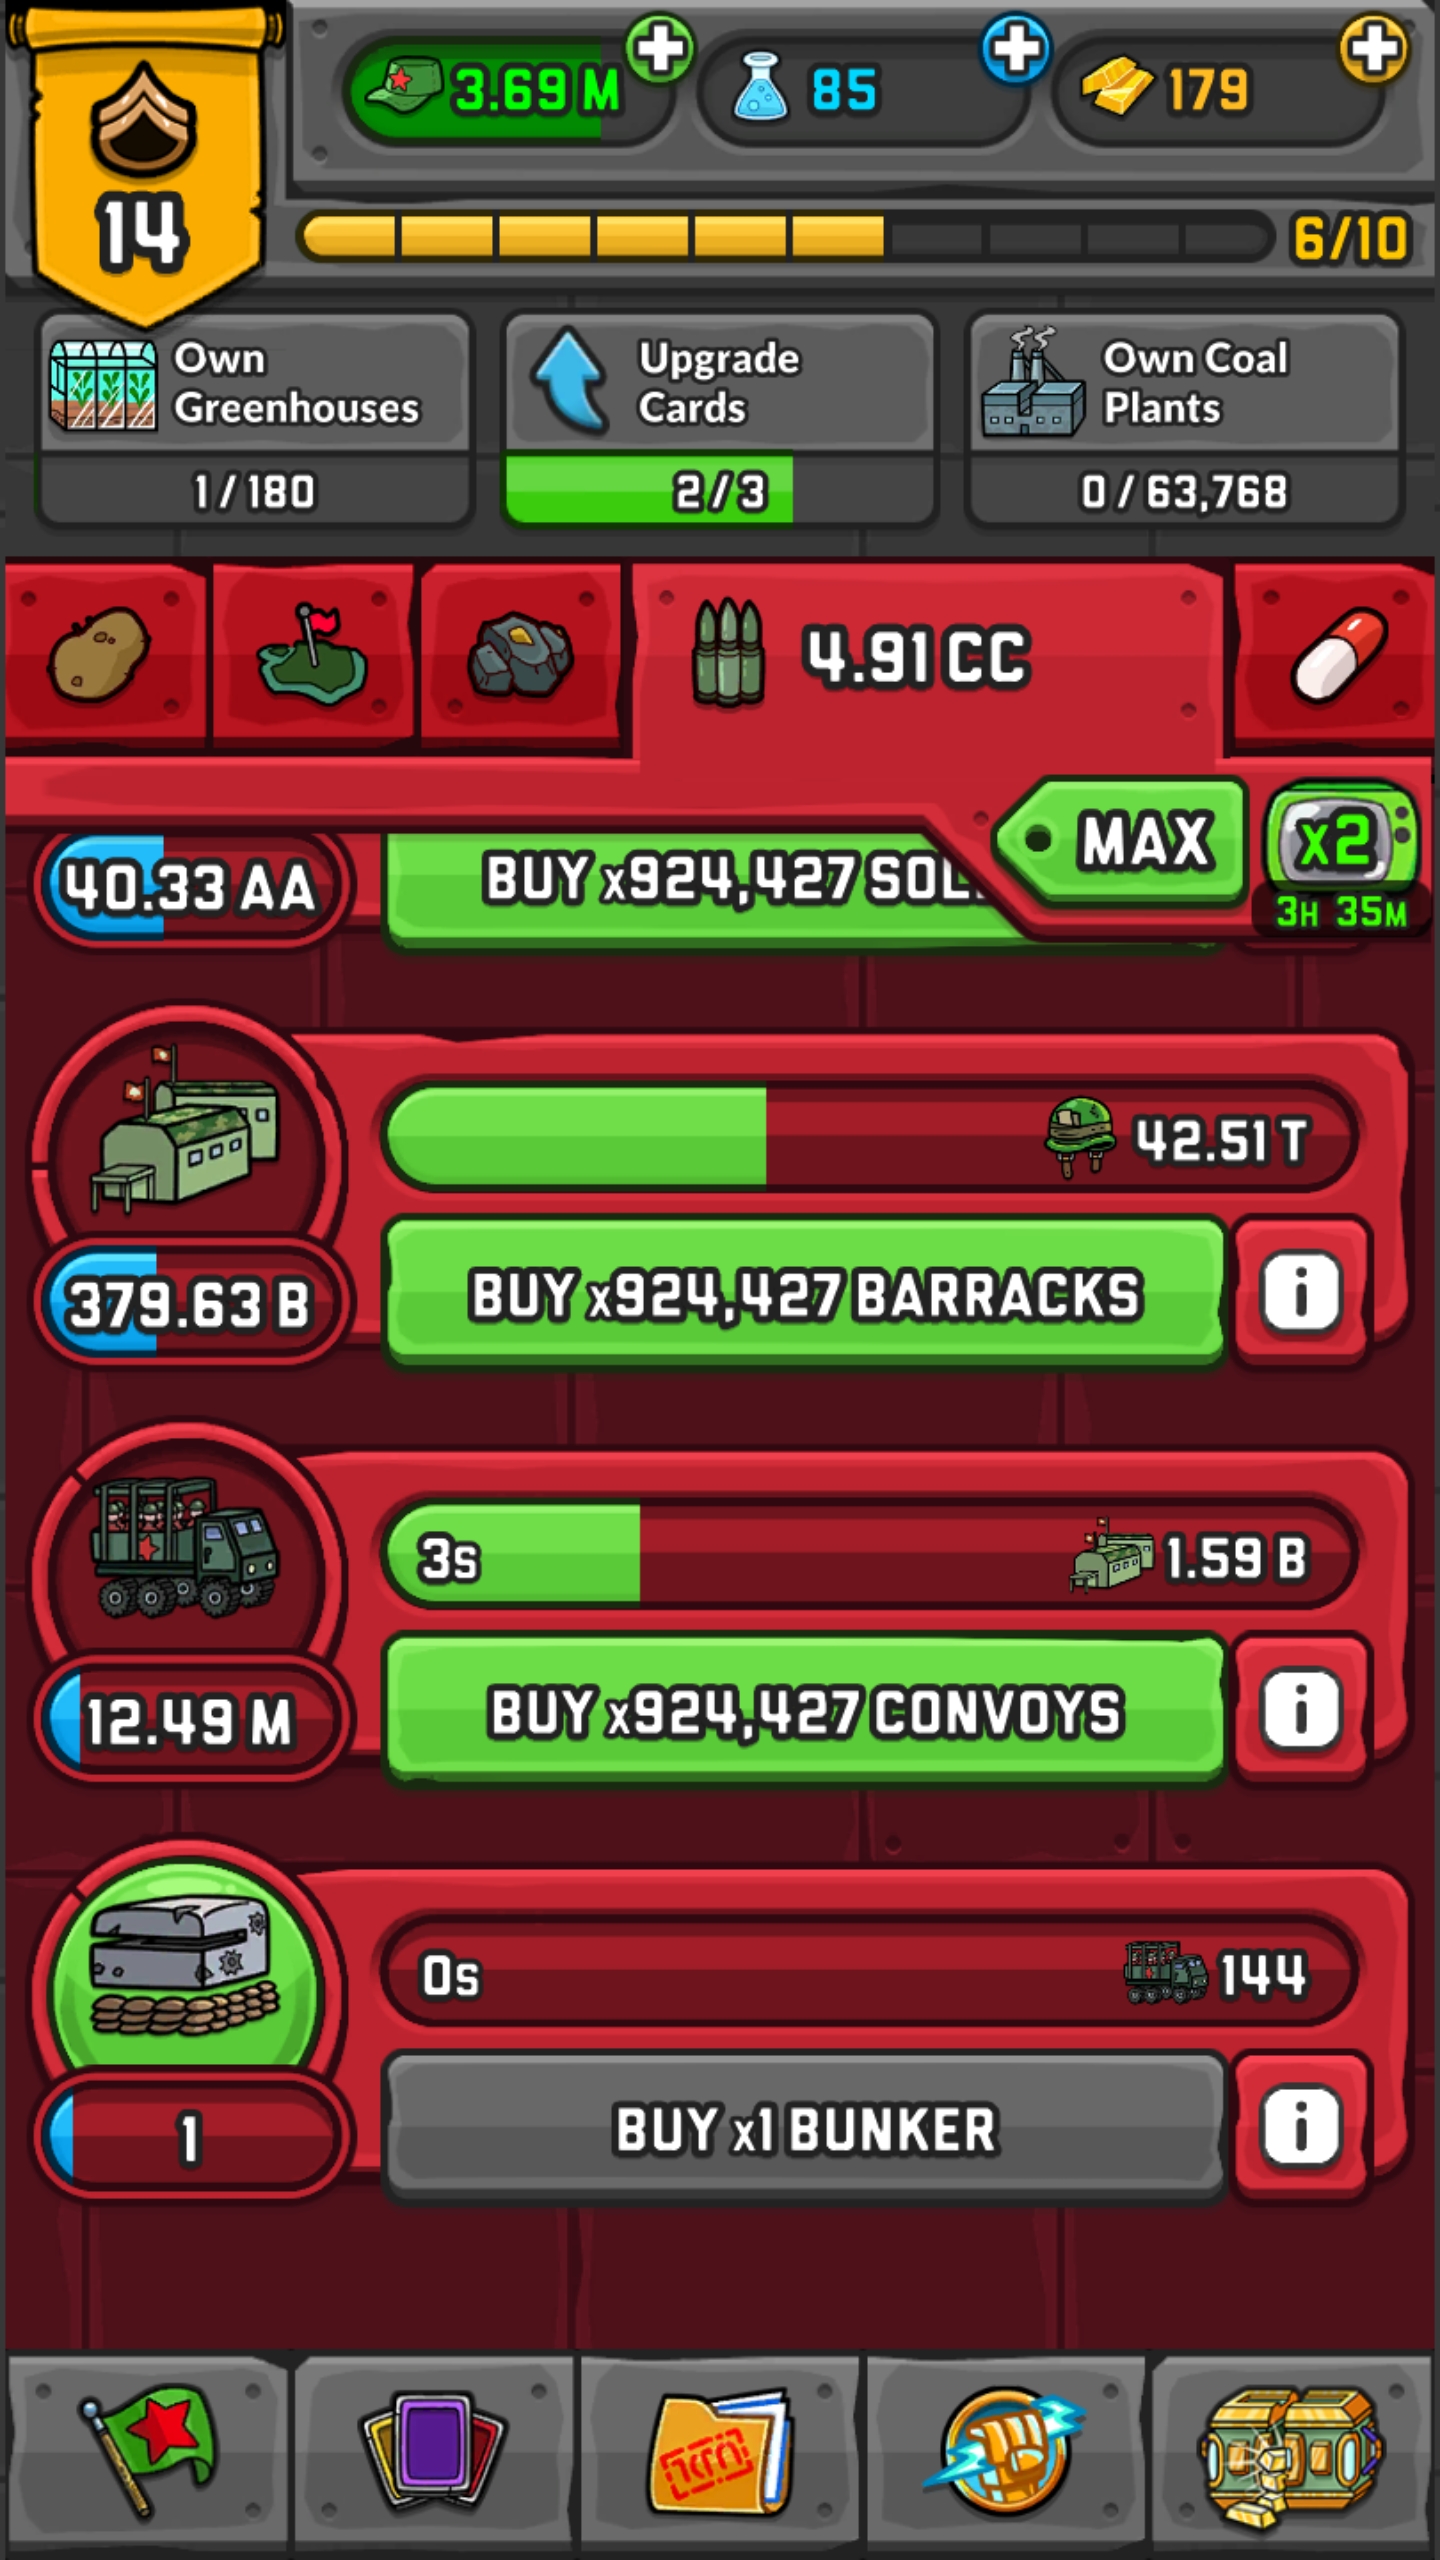 3.69 M
85
179
14
6/10
Own
Greenhouses
1/180
Upgrade
Cards
2/3
Own Coal
Plants
0/63,768
4.91 CC
MAX
x2
3H 35M
40.33 AA
BUY x924,427 SOL
42.51 T
379.63 B
BUY x924,427 BARRACKS
i
3s
1.59 B
12.49 M
BUY x924,427 CONVOYS
i
0s
144
1
BUY x1 BUNKER
i